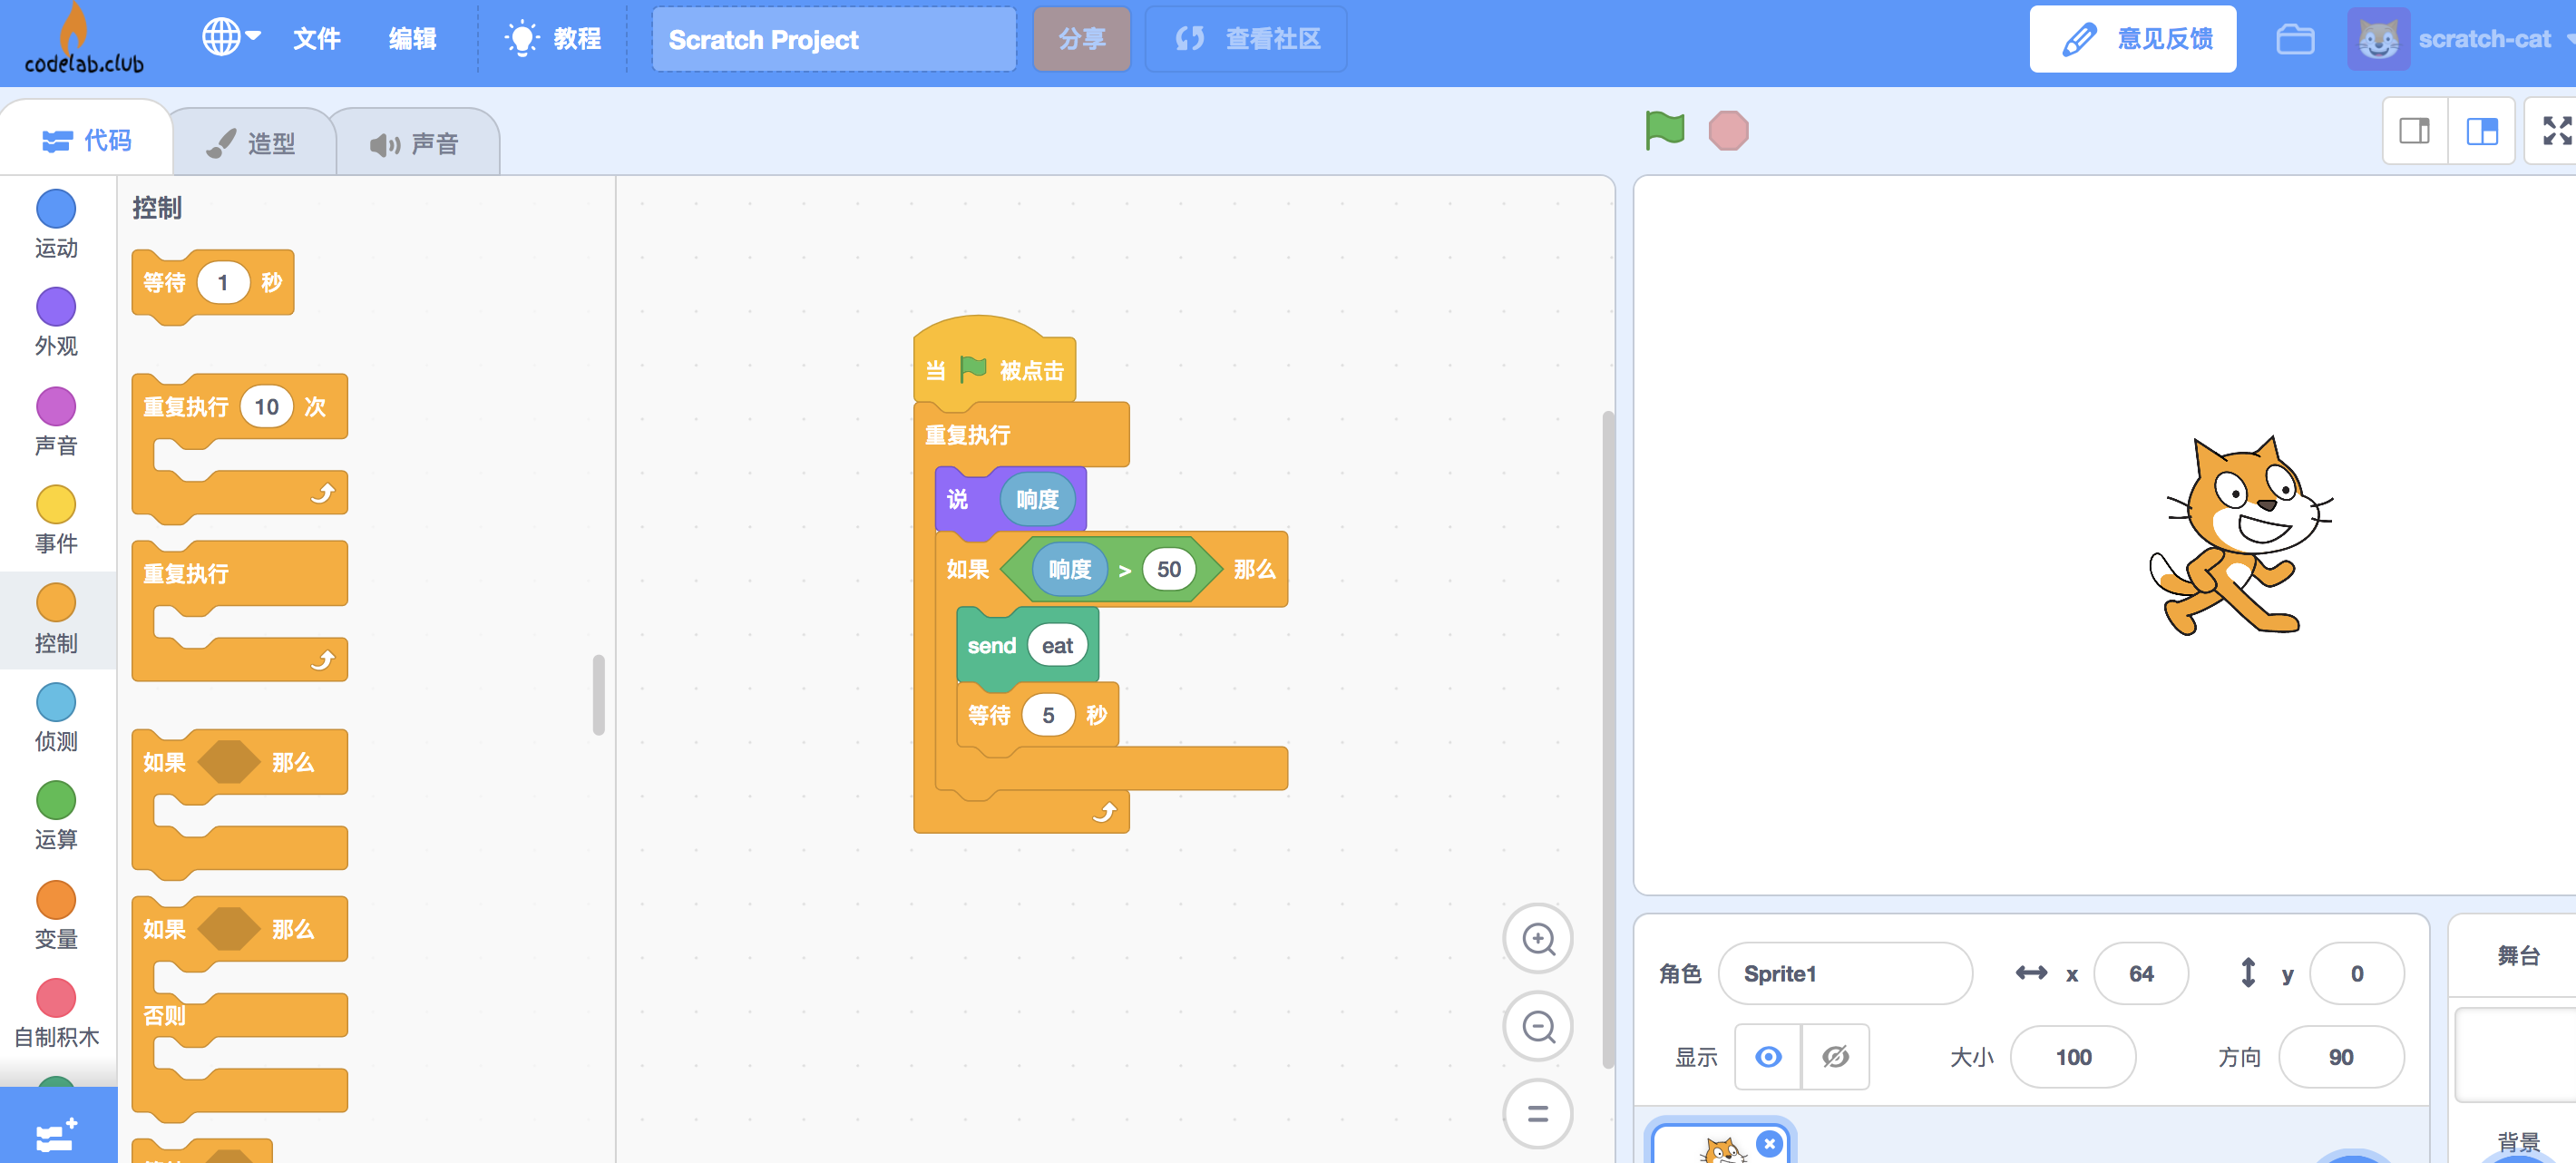 codelab.club
文件 编辑 教程 Scratch Project 分享 查看社区 意见反馈 scratch-cat
代码 造型 声音
运动
外观
声音
事件
控制
侦测
运算
变量
自制积木
控制
等待 1 秒
重复执行 10 次
重复执行
如果 那么
如果 那么
否则
当 被点击
重复执行
说 响度
如果 响度 > 50 那么
send eat
等待 5 秒
角色 Sprite1 x 64 y 0
显示 大小 100 方向 90
舞台
背景